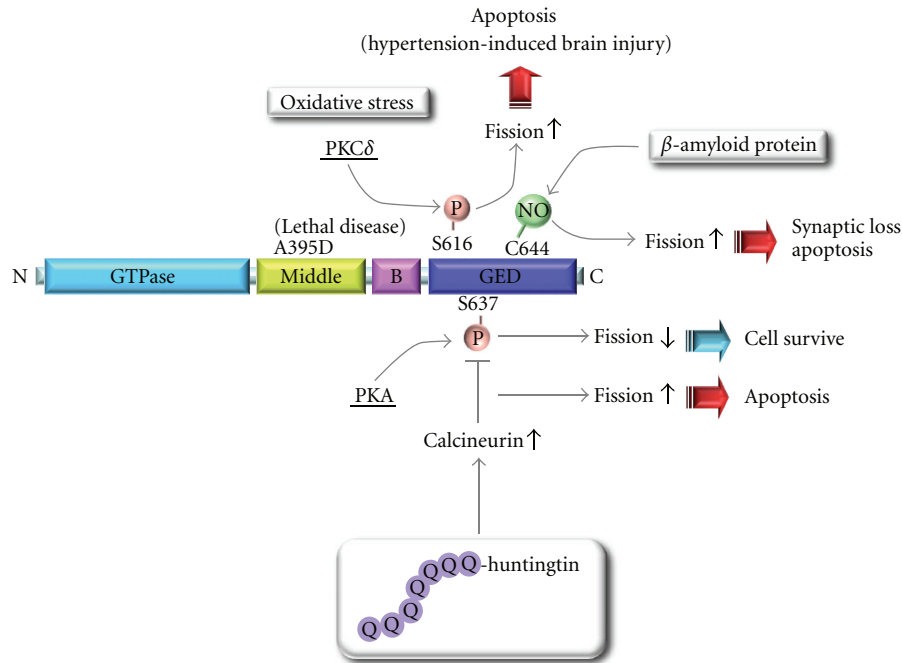 Apoptosis
(hypertension-induced brain injury)
Oxidative stress
Fission ↑
PKCδ
β-amyloid protein
P
NO
(Lethal disease)
A395D
S616
C644
Fission ↑
Synaptic loss
apoptosis
N
GTPase
Middle
B
GED
C
S637
P
Fission ↓
Cell survive
PKA
Fission ↑
Apoptosis
Calcineurin ↑
QQQQQQQ-huntingtin